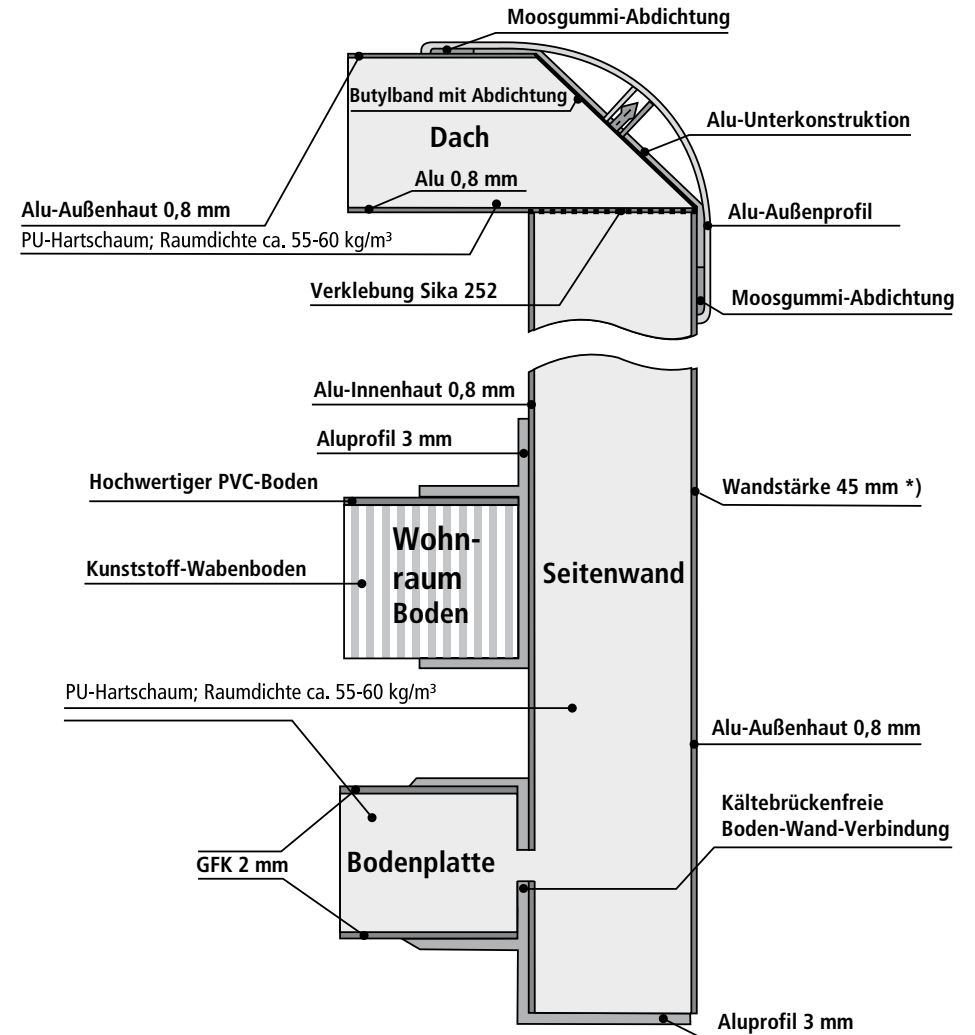 Moosgummi-Abdichtung
Butylband mit Abdichtung
Alu-Unterkonstruktion
Dach
Alu 0,8 mm
Alu-Außenhaut 0,8 mm
Alu-Außenprofil
PU-Hartschaum; Raumdichte ca. 55-60 kg/m³
Verklebung Sika 252
Moosgummi-Abdichtung
Alu-Innenhaut 0,8 mm
Aluprofil 3 mm
Hochwertiger PVC-Boden
Wandstärke 45 mm *)
Wohn-
raum
Boden
Kunststoff-Wabenboden
Seitenwand
PU-Hartschaum; Raumdichte ca. 55-60 kg/m³
Alu-Außenhaut 0,8 mm
Kältebrückenfreie
Boden-Wand-Verbindung
Bodenplatte
GFK 2 mm
Aluprofil 3 mm